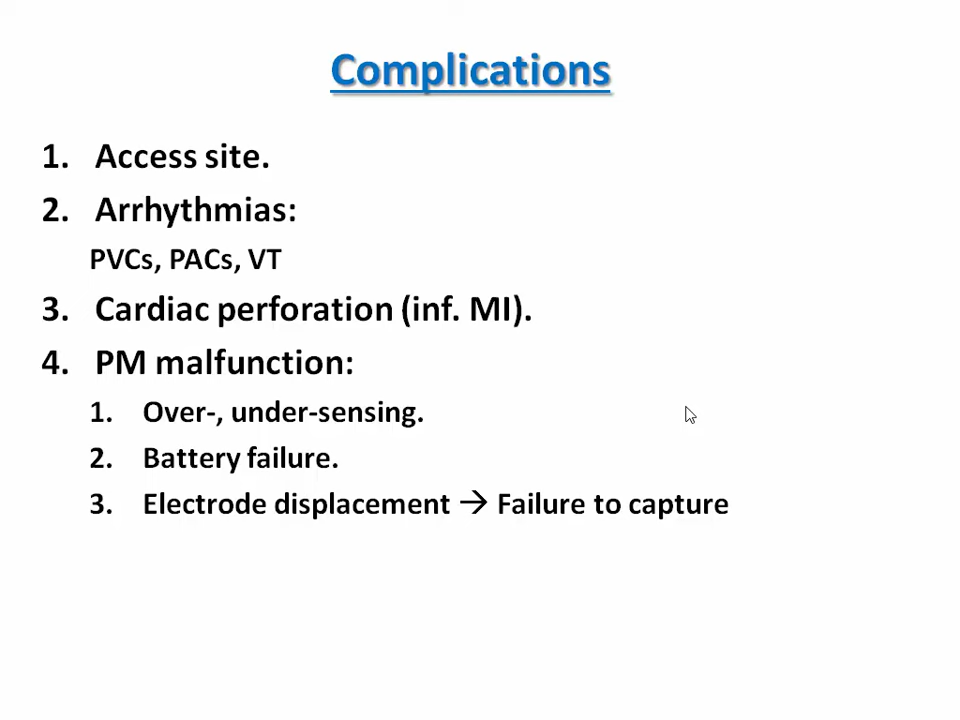 Complications
1. Access site.
2. Arrhythmias:
PVCs, PACs, VT
3. Cardiac perforation (inf. MI).
4. PM malfunction:
1. Over-, under-sensing.
2. Battery failure.
3. Electrode displacement → Failure to capture